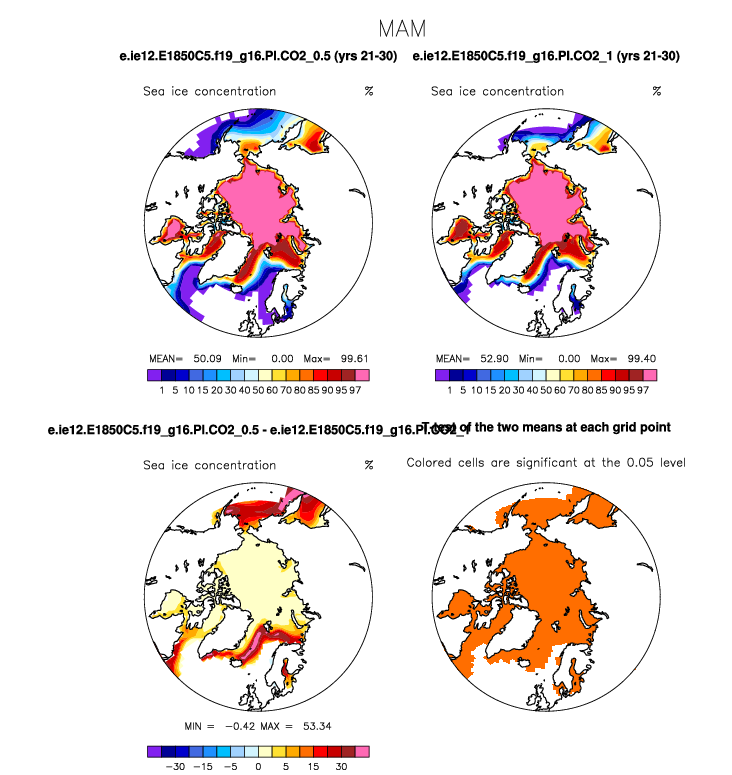 MAM
e.ie12.E1850C5.f19_g16.PI.CO2_0.5 (yrs 21-30) e.ie12.E1850C5.f19_g16.PI.CO2_1 (yrs 21-30)
Sea ice concentration % Sea ice concentration %
MEAN= 50.09 Min= 0.00 Max= 99.61 MEAN= 52.90 Min= 0.00 Max= 99.40
1 5 10 15 20 30 40 50 60 70 80 85 90 95 97 1 5 10 15 20 30 40 50 60 70 80 85 90 95 97
e.ie12.E1850C5.f19_g16.PI.CO2_0.5 - e.ie12.E1850C5.f19_g16.PI.CO2_1 T-test of the two means at each grid point
Sea ice concentration % Colored cells are significant at the 0.05 level
MIN = -0.42 MAX = 53.34
-30 -15 -5 0 5 15 30